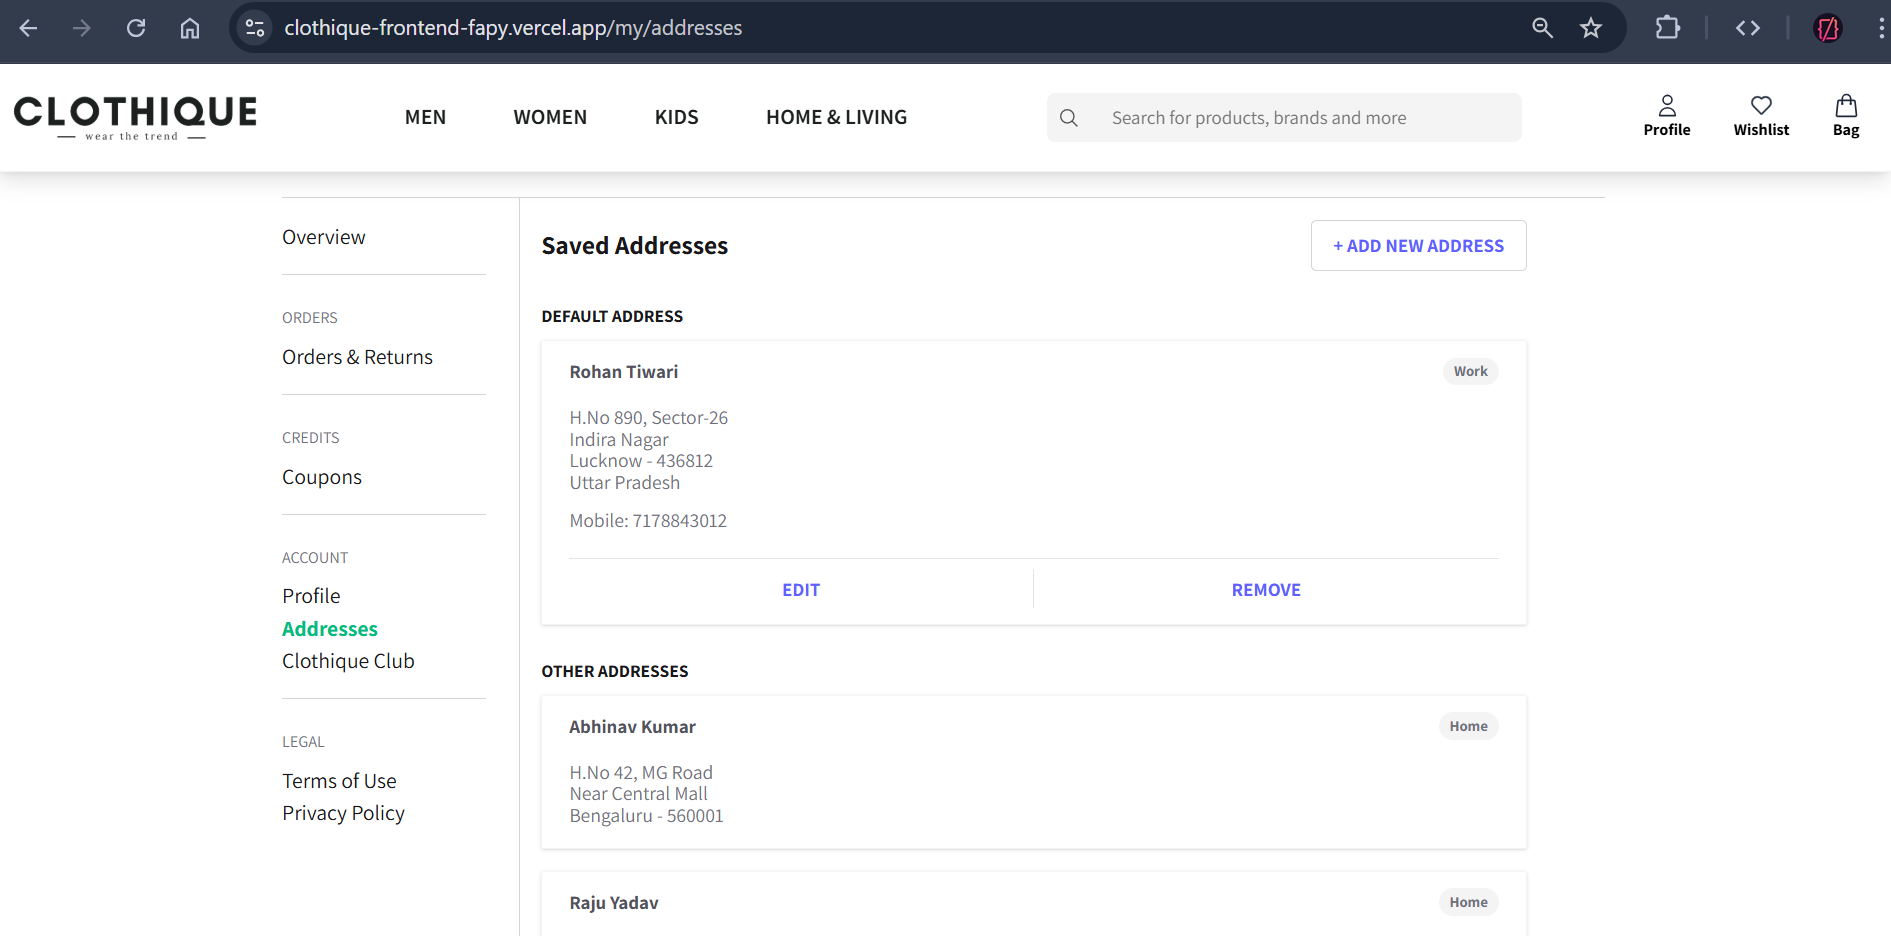 clothique-frontend-fapy.vercel.app/my/addresses
CLOTHIQUE
wear the trend
MEN
WOMEN
KIDS
HOME & LIVING
Search for products, brands and more
Profile
Wishlist
Bag
Overview
ORDERS
Orders & Returns
CREDITS
Coupons
ACCOUNT
Profile
Addresses
Clothique Club
LEGAL
Terms of Use
Privacy Policy
Saved Addresses
+ ADD NEW ADDRESS
DEFAULT ADDRESS
Rohan Tiwari
Work
H.No 890, Sector-26
Indira Nagar
Lucknow - 436812
Uttar Pradesh
Mobile: 7178843012
EDIT
REMOVE
OTHER ADDRESSES
Abhinav Kumar
Home
H.No 42, MG Road
Near Central Mall
Bengaluru - 560001
Raju Yadav
Home